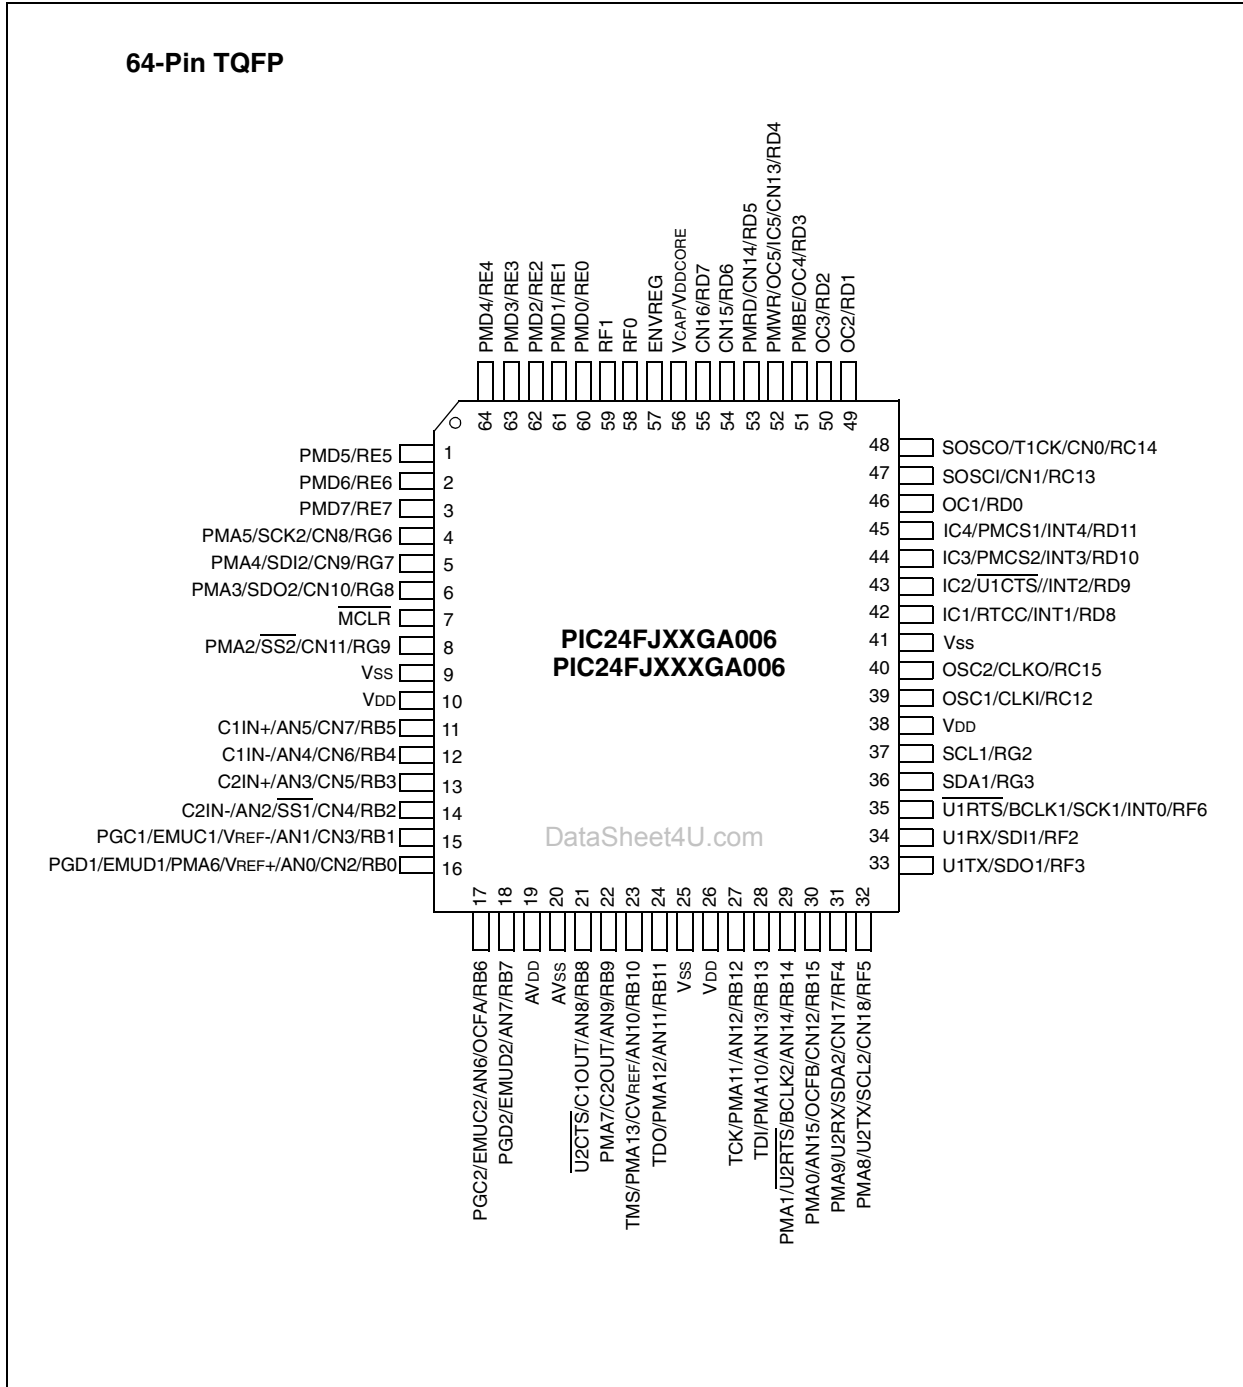 64-Pin TQFP
PMD4/RE4
PMD3/RE3
PMD2/RE2
PMD1/RE1
PMD0/RE0
RF1
RF0
ENVREG
VCAP/VDDCORE
CN16/RD7
CN15/RD6
PMRD/CN14/RD5
PMWR/OC5/IC5/CN13/RD4
PMBE/OC4/RD3
OC3/RD2
OC2/RD1
64 63 62 61 60 59 58 57 56 55 54 53 52 51 50 49
PMD5/RE5 1
PMD6/RE6 2
PMD7/RE7 3
PMA5/SCK2/CN8/RG6 4
PMA4/SDI2/CN9/RG7 5
PMA3/SDO2/CN10/RG8 6
MCLR 7
PMA2/SS2/CN11/RG9 8
VSS 9
VDD 10
C1IN+/AN5/CN7/RB5 11
C1IN-/AN4/CN6/RB4 12
C2IN+/AN3/CN5/RB3 13
C2IN-/AN2/SS1/CN4/RB2 14
PGC1/EMUC1/VREF-/AN1/CN3/RB1 15
PGD1/EMUD1/PMA6/VREF+/AN0/CN2/RB0 16
PIC24FJXXGA006
PIC24FJXXXGA006
DataSheet4U.com
48 SOSCO/T1CK/CN0/RC14
47 SOSCI/CN1/RC13
46 OC1/RD0
45 IC4/PMCS1/INT4/RD11
44 IC3/PMCS2/INT3/RD10
43 IC2/U1CTS//INT2/RD9
42 IC1/RTCC/INT1/RD8
41 Vss
40 OSC2/CLKO/RC15
39 OSC1/CLKI/RC12
38 VDD
37 SCL1/RG2
36 SDA1/RG3
35 U1RTS/BCLK1/SCK1/INT0/RF6
34 U1RX/SDI1/RF2
33 U1TX/SDO1/RF3
17 18 19 20 21 22 23 24 25 26 27 28 29 30 31 32
PGC2/EMUC2/AN6/OCFA/RB6
PGD2/EMUD2/AN7/RB7
AVDD
AVSS
U2CTS/C1OUT/AN8/RB8
PMA7/C2OUT/AN9/RB9
TMS/PMA13/CVREF/AN10/RB10
TDO/PMA12/AN11/RB11
VSS
VDD
TCK/PMA11/AN12/RB12
TDI/PMA10/AN13/RB13
PMA1/U2RTS/BCLK2/AN14/RB14
PMA0/AN15/OCFB/CN12/RB15
PMA9/U2RX/SDA2/CN17/RF4
PMA8/U2TX/SCL2/CN18/RF5